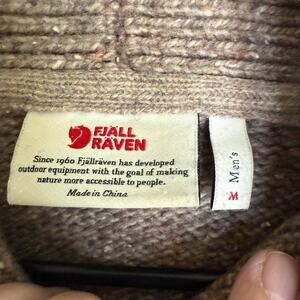 FJÄLL
RÄVEN
Since 1960 Fjällräven has developed
outdoor equipment with the goal of making
nature more accessible to people.
Made in China
Men's
M